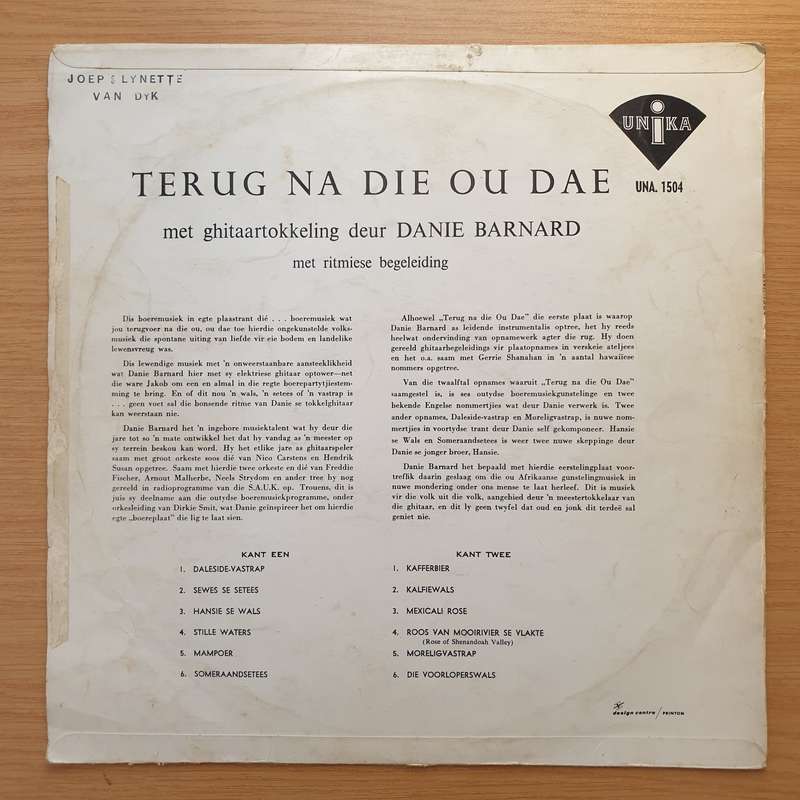 JOEP & LYNETTE
VAN DYK
UNIKA
TERUG NA DIE OU DAE
UNA. 1504
met ghitaartokkeling deur DANIE BARNARD
met ritmiese begeleiding
Dis boeremusiek in egte plaastrant dié . . . boeremusiek wat
jou terugvoer na die ou, ou dae toe hierdie ongekunstelde volks-
musiek die spontane uiting van liefde vir eie bodem en landelike
lewensvreug was.
Dis lewendige musiek met 'n onweerstaanbare aansteeklikheid
wat Danie Barnard hier met sy elektriese ghitaar optower—net
die ware Jakob om een en almal in die regte boerepartytjiestem-
ming te bring. En of dit nou 'n wals, 'n setees of 'n vastrap is
. . . geen voet sal die bonsende ritme van Danie se tokkelghitaar
kan weerstaan nie.
Danie Barnard het 'n ingebore musiektalent wat hy deur die
jare tot so 'n mate ontwikkel het dat hy vandag as 'n meester op
sy terrein beskou kan word. Hy het etlike jare as ghitaarspeler
saam met groot orkeste soos dié van Nico Carstens en Hendrik
Susan opgetree. Saam met hierdie twee orkeste en dié van Freddie
Fischer, Arnout Malherbe, Neels Strydom en ander tree hy nog
gereeld in radioprogramme van die S.A.U.K. op. Trouens, dit is
juis sy deelname aan die outydse boeremusiekprogramme, onder
orkesleiding van Dirkie Smit, wat Danie geïnspireer het om hierdie
egte „boereplaat" die lig te laat sien.
Alhoewel „Terug na die Ou Dae" die eerste plaat is waarop
Danie Barnard as leidende instrumentalis optree, het hy reeds
heelwat ondervinding van opnamewerk agter die rug. Hy doen
gereeld ghitaarbegeleidings vir plaatopnames in verskeie ateljees
en het o.a. saam met Gerrie Shanahan in 'n aantal hawaiiese
nommers opgetree.
Van die twaalftal opnames waaruit „Terug na die Ou Dae"
saamgestel is, is ses outydse boeremusiekgunstelinge en twee
bekende Engelse nommertjies wat deur Danie verwerk is. Twee
ander opnames, Daleside-vastrap en Moreligvastrap, is nuwe nom-
mertjies in voortydse trant deur Danie self gekomponeer. Hansie
se Wals en Someraandsetees is weer twee nuwe skeppinge deur
Danie se jonger broer, Hansie.
Danie Barnard het bepaald met hierdie eerstelingplaat voor-
treflik daarin geslaag om die ou Afrikaanse gunstelingmusiek in
nuwe mondering onder ons mense te laat herleef. Dit is musiek
vir die volk uit die volk, aangebied deur 'n meestertokkelaar van
die ghitaar, en dit ly geen twyfel dat oud en jonk dit terdeë sal
geniet nie.
KANT EEN
1. DALESIDE-VASTRAP
2. SEWES SE SETEES
3. HANSIE SE WALS
4. STILLE WATERS
5. MAMPOER
6. SOMERAANDSETEES
KANT TWEE
1. KAFFERBIER
2. KALFIEWALS
3. MEXICALI ROSE
4. ROOS VAN MOOIRIVIER SE VLAKTE
(Rose of Shenandoah Valley)
5. MORELIGVASTRAP
6. DIE VOORLOPERSWALS
design centre / PRINTON